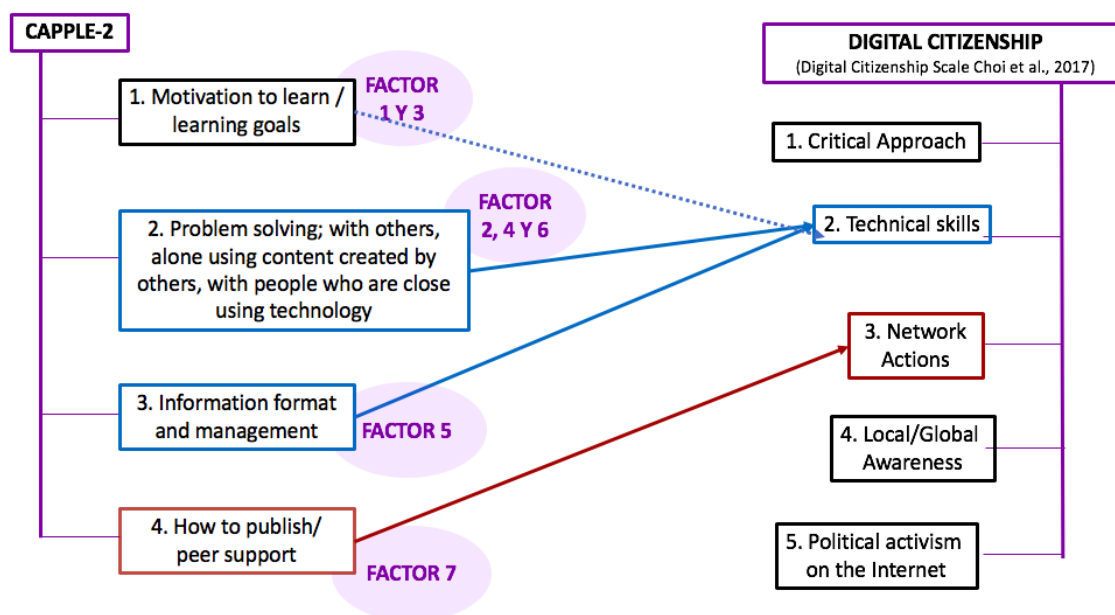 CAPPLE-2
1. Motivation to learn /
learning goals
FACTOR
1 Y 3
2. Problem solving; with others,
alone using content created by
others, with people who are close
using technology
FACTOR
2, 4 Y 6
3. Information format
and management
FACTOR 5
4. How to publish/
peer support
FACTOR 7
DIGITAL CITIZENSHIP
(Digital Citizenship Scale Choi et al., 2017)
1. Critical Approach
2. Technical skills
3. Network
Actions
4. Local/Global
Awareness
5. Political activism
on the Internet